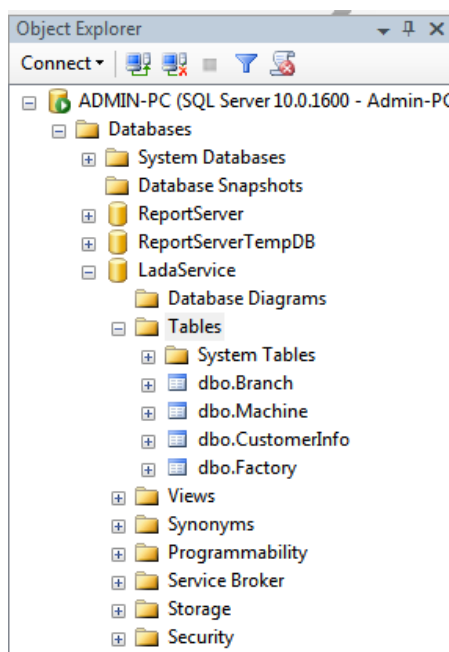 Object Explorer
Connect
ADMIN-PC (SQL Server 10.0.1600 - Admin-PC
Databases
System Databases
Database Snapshots
ReportServer
ReportServerTempDB
LadaService
Database Diagrams
Tables
System Tables
dbo.Branch
dbo.Machine
dbo.CustomerInfo
dbo.Factory
Views
Synonyms
Programmability
Service Broker
Storage
Security